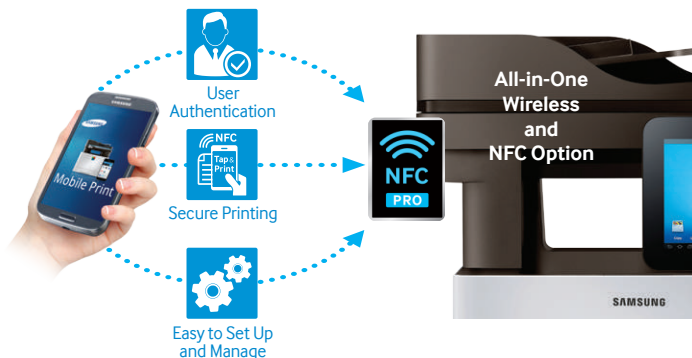 SAMSUNG
Mobile Print
User
Authentication
NFC
Tap &
Print
Secure Printing
Easy to Set Up
and Manage
NFC
PRO
All-in-One
Wireless
and
NFC Option
SAMSUNG